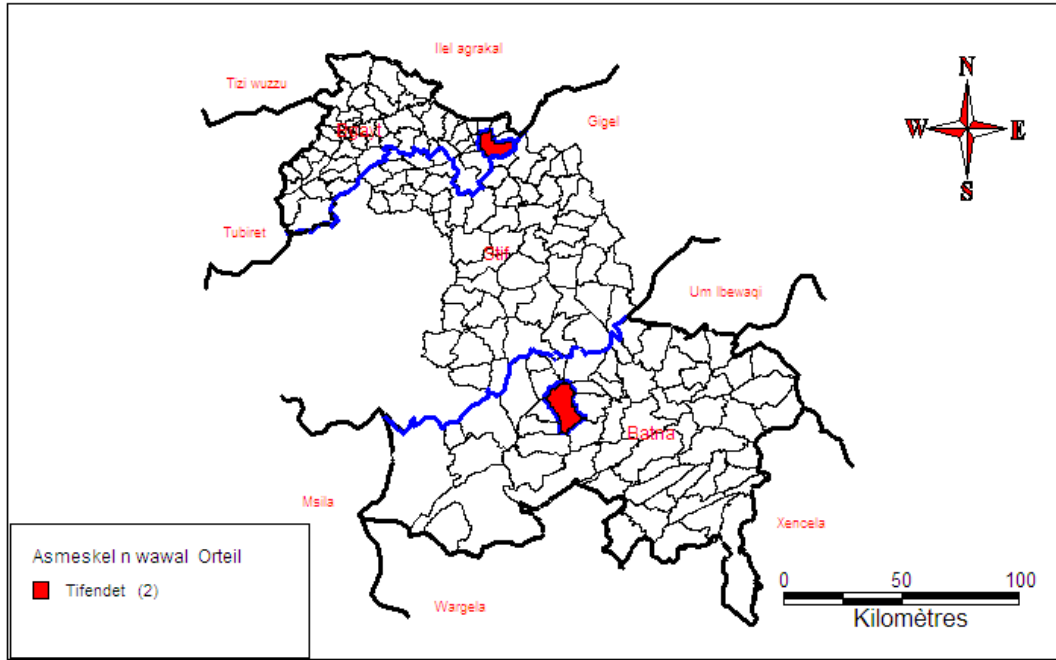 Ilel agrakal
Tizi wuzzu
Gigel
Bgayt
N
W E
S
Tubiret
Stif
Um lbewaqi
Batna
Msila
Xencela
Wargela
Asmeskel n wawal Orteil
Tifendet (2)
0 50 100
Kilomètres